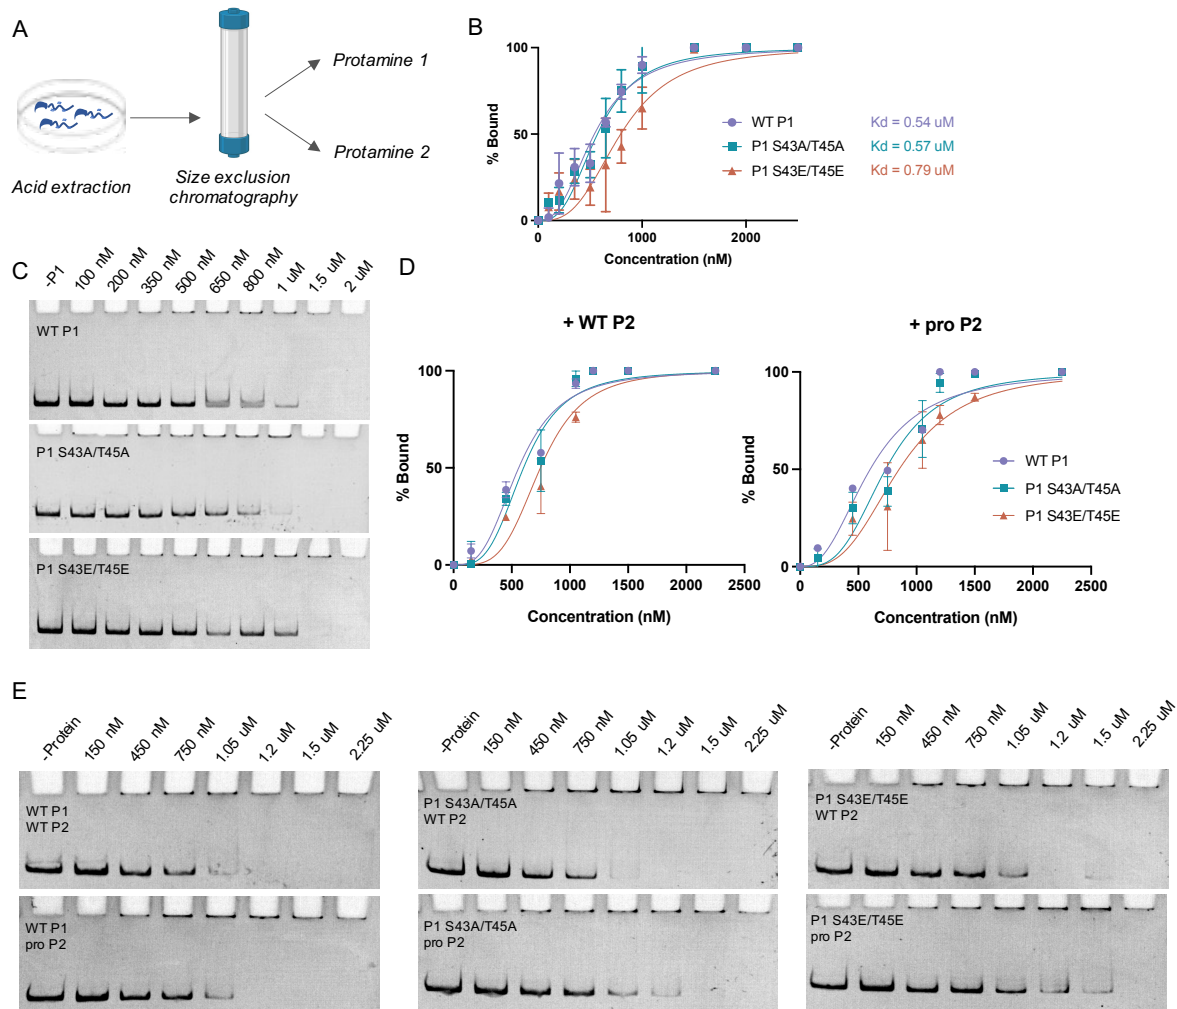 A
Acid extraction
Size exclusion
chromatography
Protamine 1
Protamine 2
B
% Bound
100
50
0
0
1000
2000
Concentration (nM)
WT P1
Kd = 0.54 uM
P1 S43A/T45A
Kd = 0.57 uM
P1 S43E/T45E
Kd = 0.79 uM
C
-P1
100 nM
200 nM
350 nM
500 nM
650 nM
800 nM
1 uM
1.5 uM
2 uM
WT P1
P1 S43A/T45A
P1 S43E/T45E
D
+ WT P2
% Bound
100
50
0
0
500
1000
1500
2000
2500
Concentration (nM)
+ pro P2
% Bound
100
50
0
0
500
1000
1500
2000
2500
Concentration (nM)
WT P1
P1 S43A/T45A
P1 S43E/T45E
E
-Protein
150 nM
450 nM
750 nM
1.05 uM
1.2 uM
1.5 uM
2.25 uM
WT P1
WT P2
WT P1
pro P2
-Protein
150 nM
450 nM
750 nM
1.05 uM
1.2 uM
1.5 uM
2.25 uM
P1 S43A/T45A
WT P2
P1 S43A/T45A
pro P2
-Protein
150 nM
450 nM
750 nM
1.05 uM
1.2 uM
1.5 uM
2.25 uM
P1 S43E/T45E
WT P2
P1 S43E/T45E
pro P2